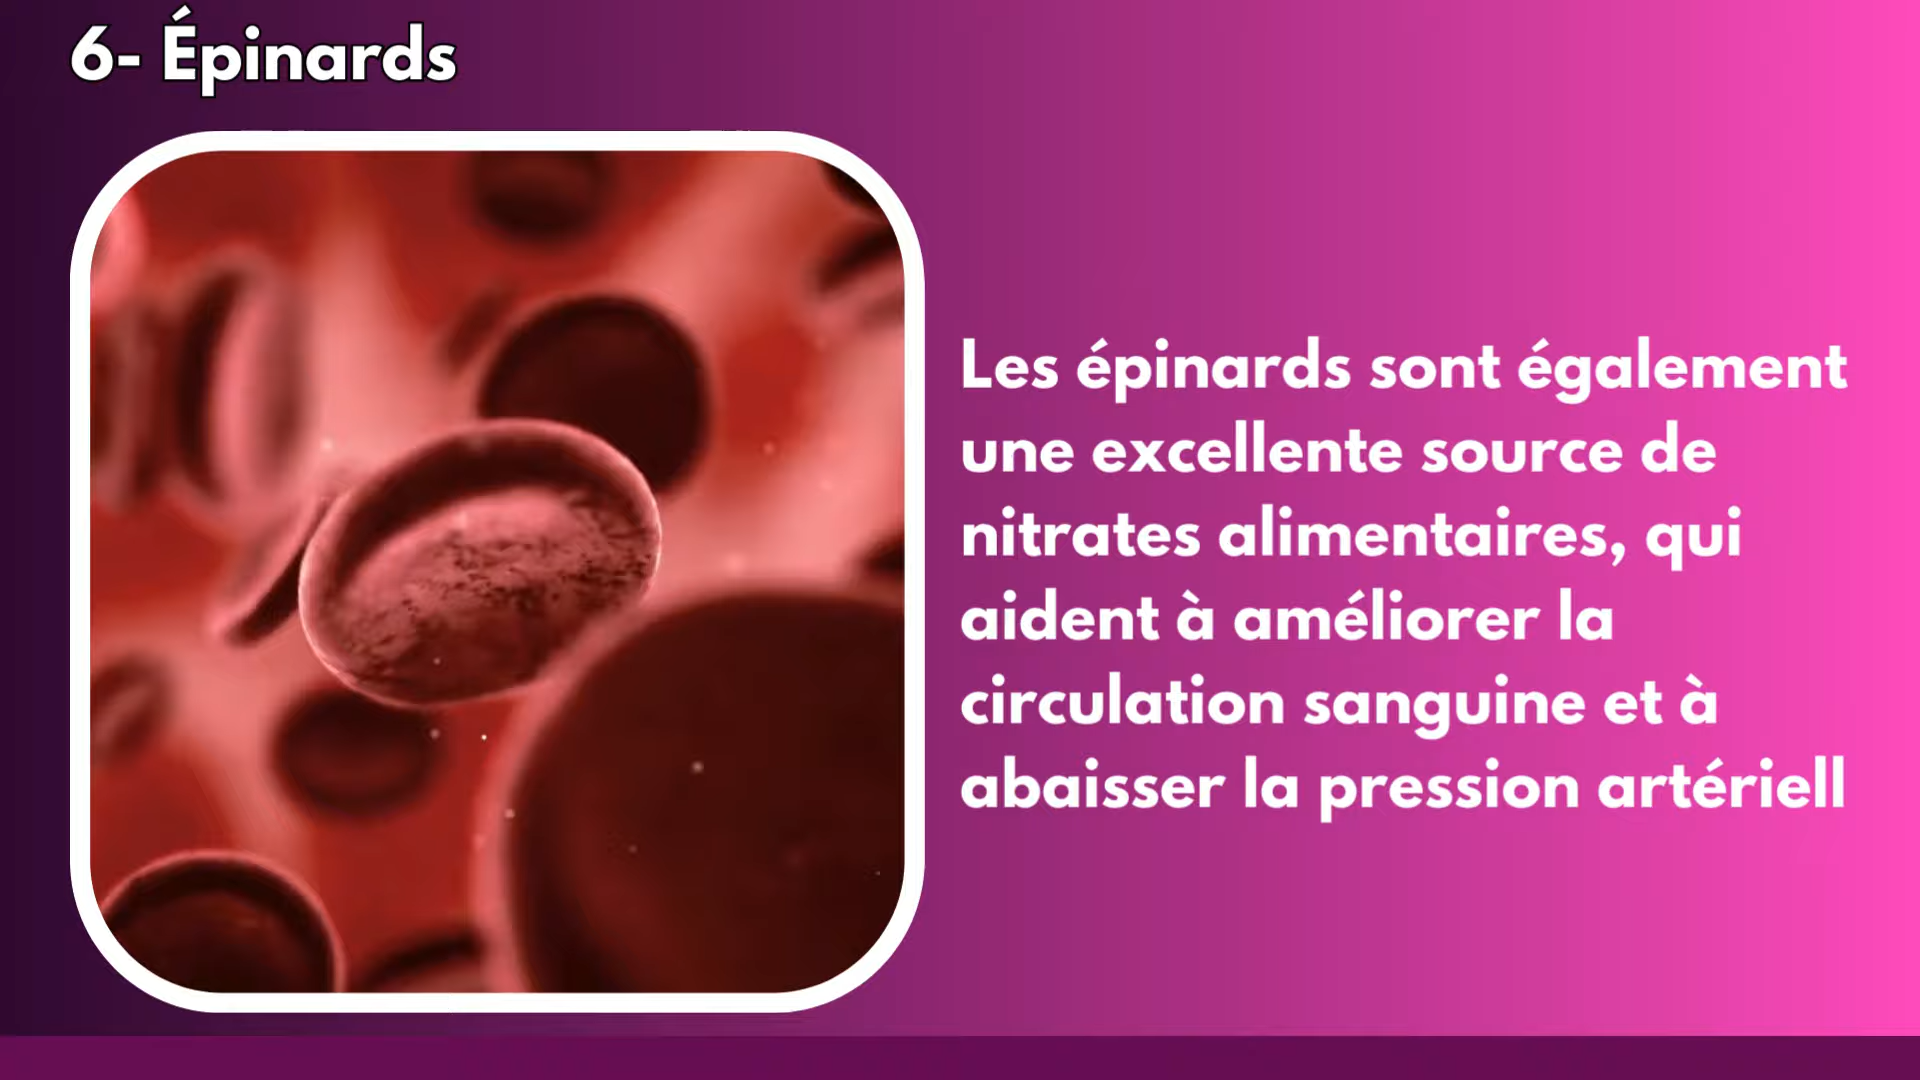 6- Épinards
Les épinards sont également
une excellente source de
nitrates alimentaires, qui
aident à améliorer la
circulation sanguine et à
abaisser la pression artériell